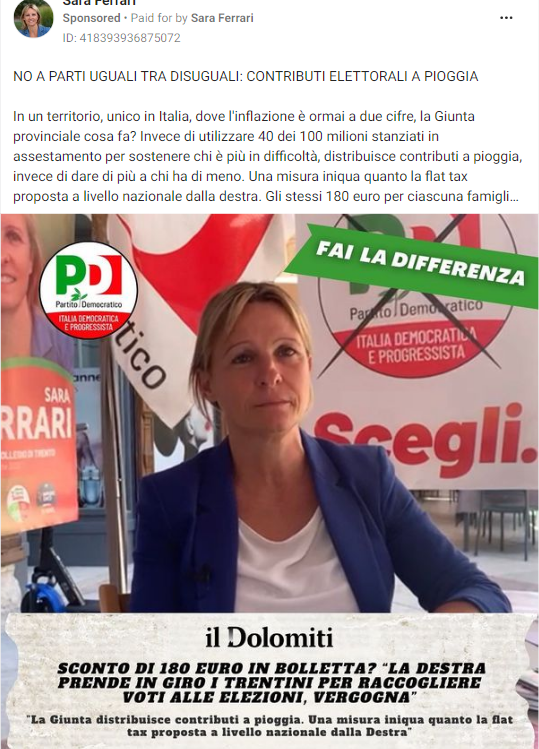 Sara Ferrari
Sponsored • Paid for by Sara Ferrari
ID: 418393936875072
NO A PARTI UGUALI TRA DISUGUALI: CONTRIBUTI ELETTORALI A PIOGGIA
In un territorio, unico in Italia, dove l'inflazione è ormai a due cifre, la Giunta
provinciale cosa fa? Invece di utilizzare 40 dei 100 milioni stanziati in
assestamento per sostenere chi è più in difficoltà, distribuisce contributi a pioggia,
invece di dare di più a chi ha di meno. Una misura iniqua quanto la flat tax
proposta a livello nazionale dalla destra. Gli stessi 180 euro per ciascuna famigli...
FAI LA DIFFERENZA
PD
Partito Democratico
ITALIA DEMOCRATICA
E PROGRESSISTA
Partito Democratico
ITALIA DEMOCRATICA
E PROGRESSISTA
tico
SARA
RRARI
Scegli.
il Dolomiti
SCONTO DI 180 EURO IN BOLLETTA? “LA DESTRA
PRENDE IN GIRO I TRENTINI PER RACCOGLIERE
VOTI ALLE ELEZIONI, VERGOGNA”
"La Giunta distribuisce contributi a pioggia. Una misura iniqua quanto la flat
tax proposta a livello nazionale dalla Destra"